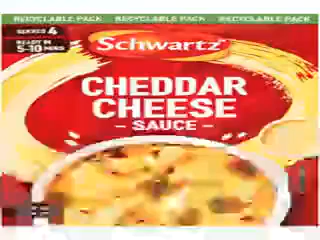 RECYCLABLE PACK RECYCLABLE PACK RECYCLABLE PACK
SERVES 4
READY IN
5-10 MINS
Schwartz
CHEDDAR
CHEESE
– SAUCE –